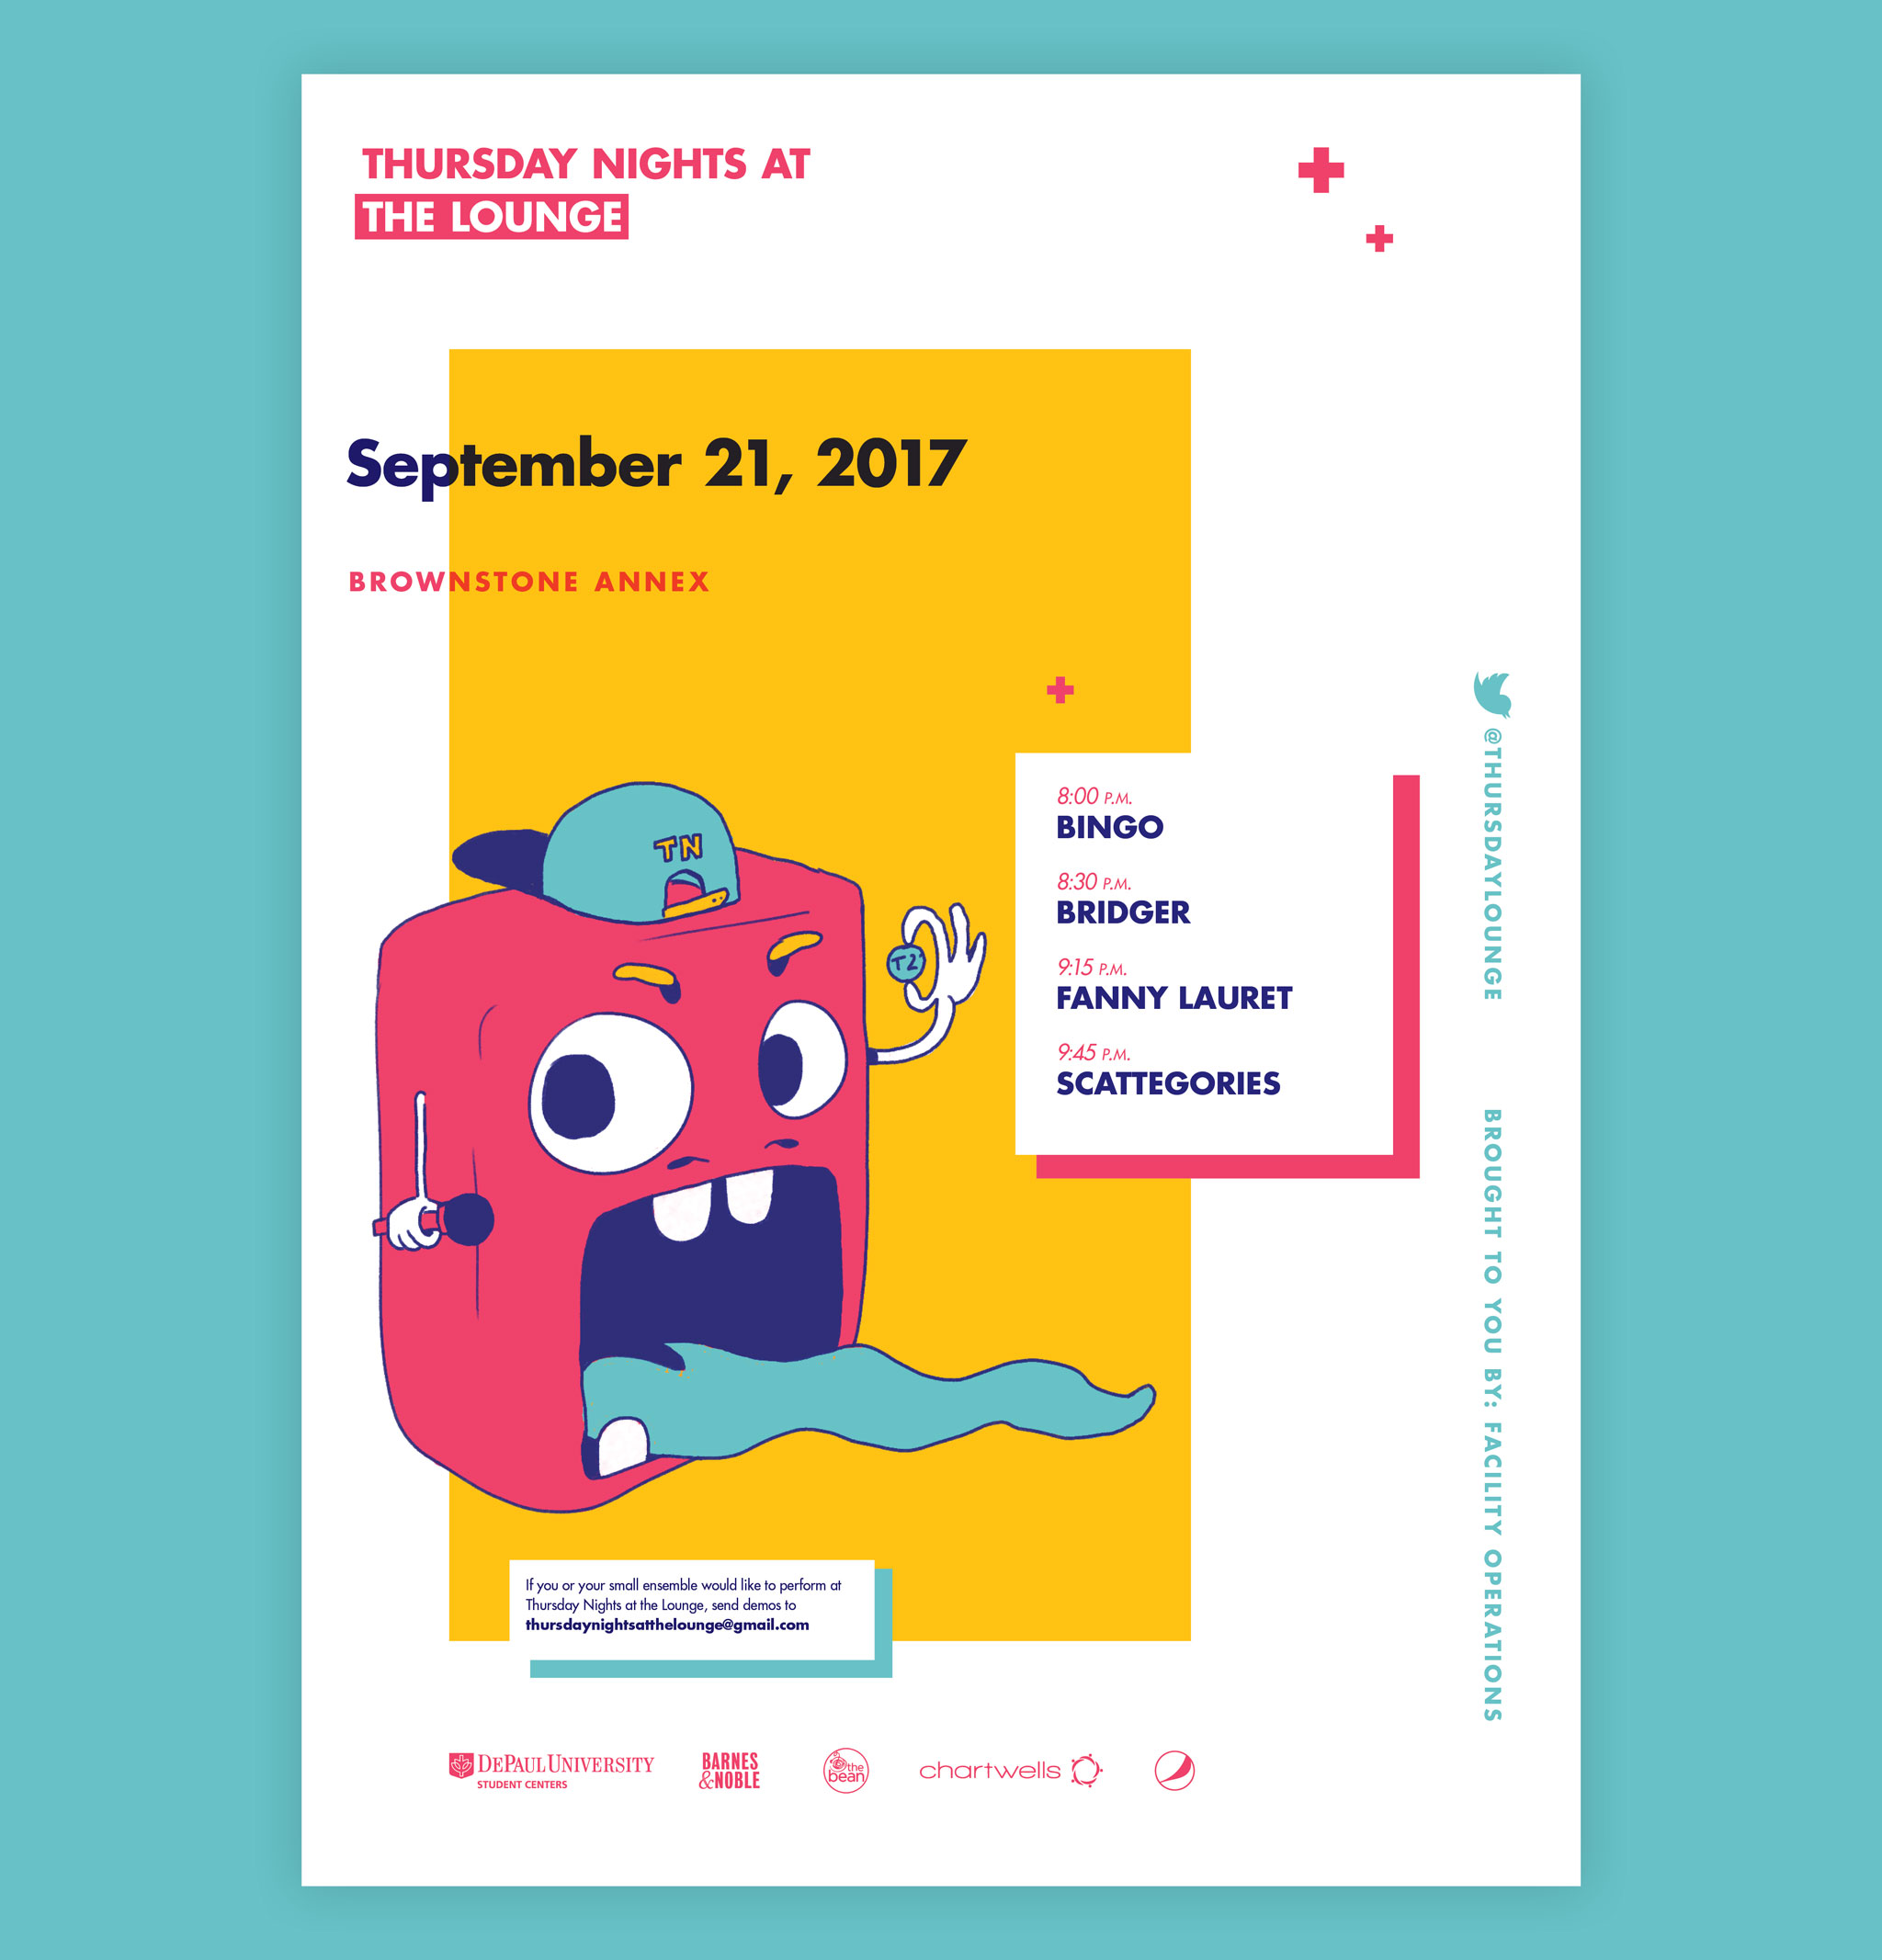 THURSDAY NIGHTS AT
THE LOUNGE
September 21, 2017
BROWNSTONE ANNEX
TN
T2
8:00 P.M.
BINGO
8:30 P.M.
BRIDGER
9:15 P.M.
FANNY LAURET
9:45 P.M.
SCATTEGORIES
@THURSDAYLOUNGE
BROUGHT TO YOU BY: FACILITY OPERATIONS
If you or your small ensemble would like to perform at
Thursday Nights at the Lounge, send demos to
thursdaynightsatthelounge@gmail.com
DEPAUL UNIVERSITY
STUDENT CENTERS
BARNES
&NOBLE
the
bean
chartwells